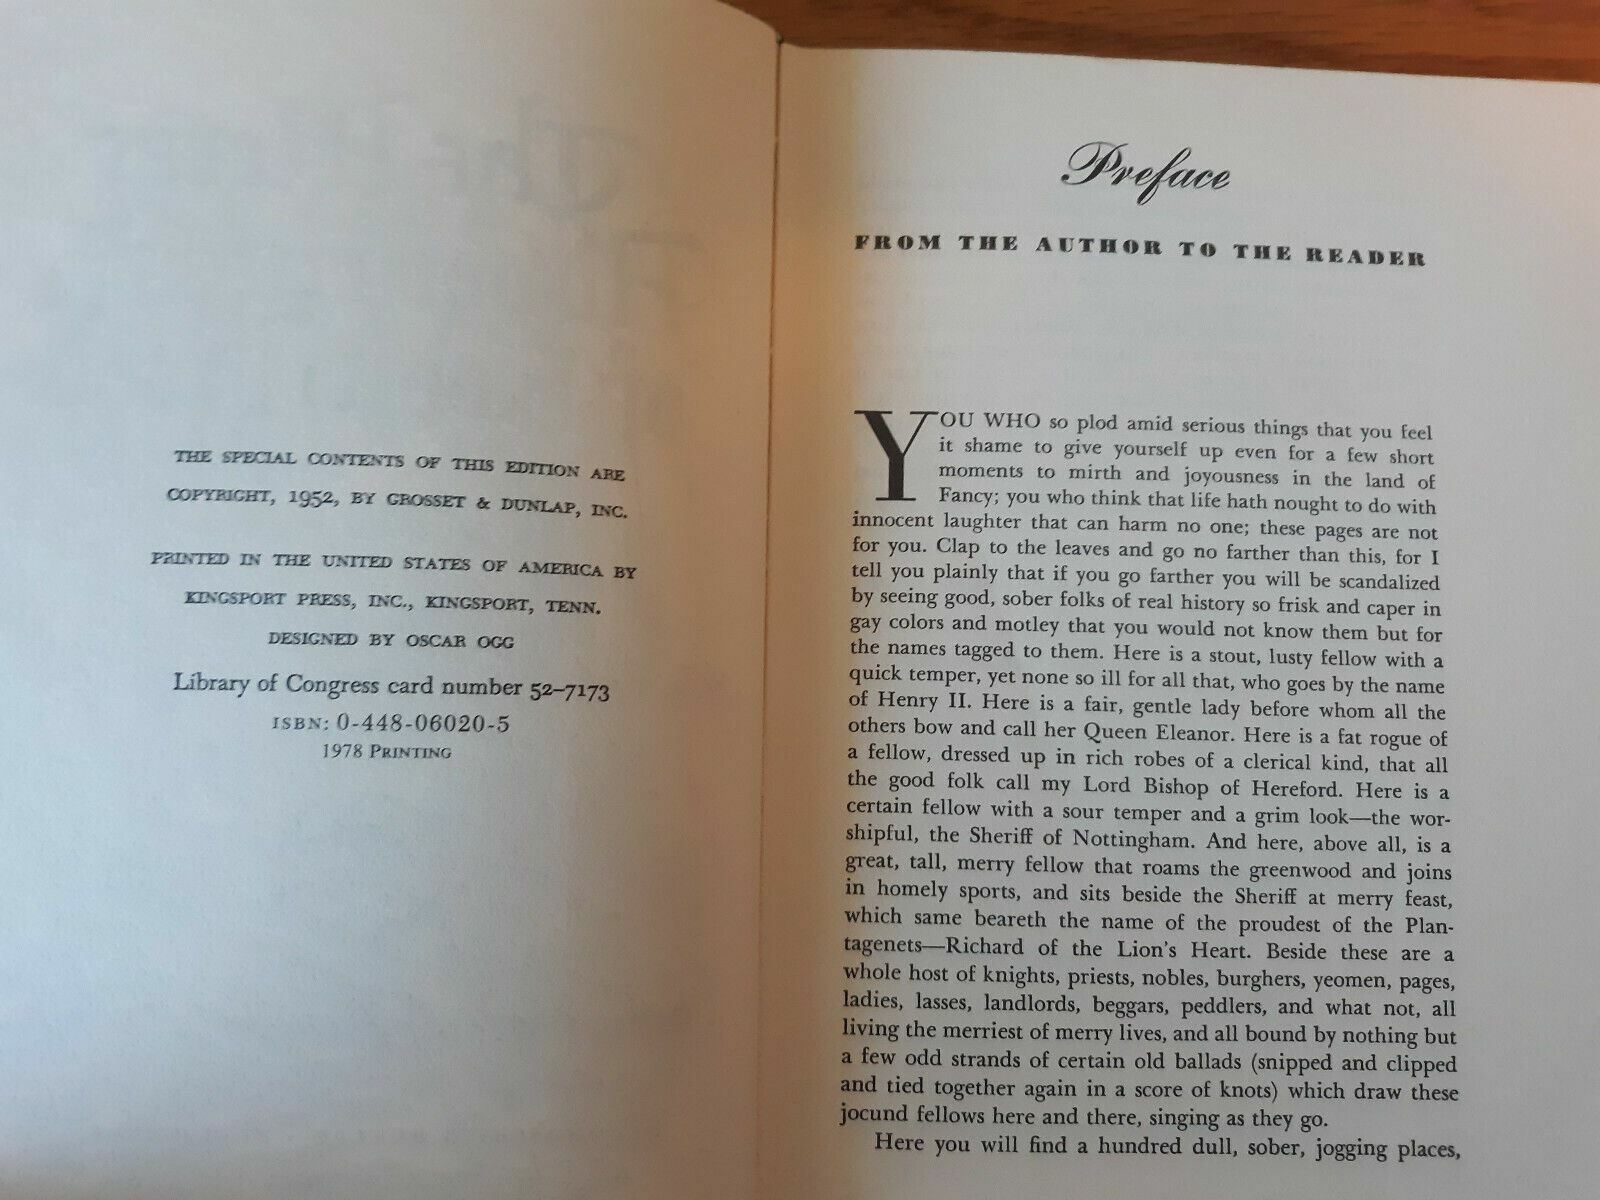 THE SPECIAL CONTENTS OF THIS EDITION ARE
COPYRIGHT, 1952, BY GROSSET & DUNLAP, INC.
PRINTED IN THE UNITED STATES OF AMERICA BY
KINGSPORT PRESS, INC., KINGSPORT, TENN.
DESIGNED BY OSCAR OGG
Library of Congress card number 52-7173
ISBN: 0-448-06020-5
1978 PRINTING
Preface
FROM THE AUTHOR TO THE READER
YOU WHO so plod amid serious things that you feel
it shame to give yourself up even for a few short
moments to mirth and joyousness in the land of
Fancy; you who think that life hath nought to do with
innocent laughter that can harm no one; these pages are not
for you. Clap to the leaves and go no farther than this, for I
tell you plainly that if you go farther you will be scandalized
by seeing good, sober folks of real history so frisk and caper in
gay colors and motley that you would not know them but for
the names tagged to them. Here is a stout, lusty fellow with a
quick temper, yet none so ill for all that, who goes by the name
of Henry II. Here is a fair, gentle lady before whom all the
others bow and call her Queen Eleanor. Here is a fat rogue of
a fellow, dressed up in rich robes of a clerical kind, that all
the good folk call my Lord Bishop of Hereford. Here is a
certain fellow with a sour temper and a grim look—the wor-
shipful, the Sheriff of Nottingham. And here, above all, is a
great, tall, merry fellow that roams the greenwood and joins
in homely sports, and sits beside the Sheriff at merry feast,
which same beareth the name of the proudest of the Plan-
tagenets—Richard of the Lion's Heart. Beside these are a
whole host of knights, priests, nobles, burghers, yeomen, pages,
ladies, lasses, landlords, beggars, peddlers, and what not, all
living the merriest of merry lives, and all bound by nothing but
a few odd strands of certain old ballads (snipped and clipped
and tied together again in a score of knots) which draw these
jocund fellows here and there, singing as they go.
Here you will find a hundred dull, sober, jogging places,